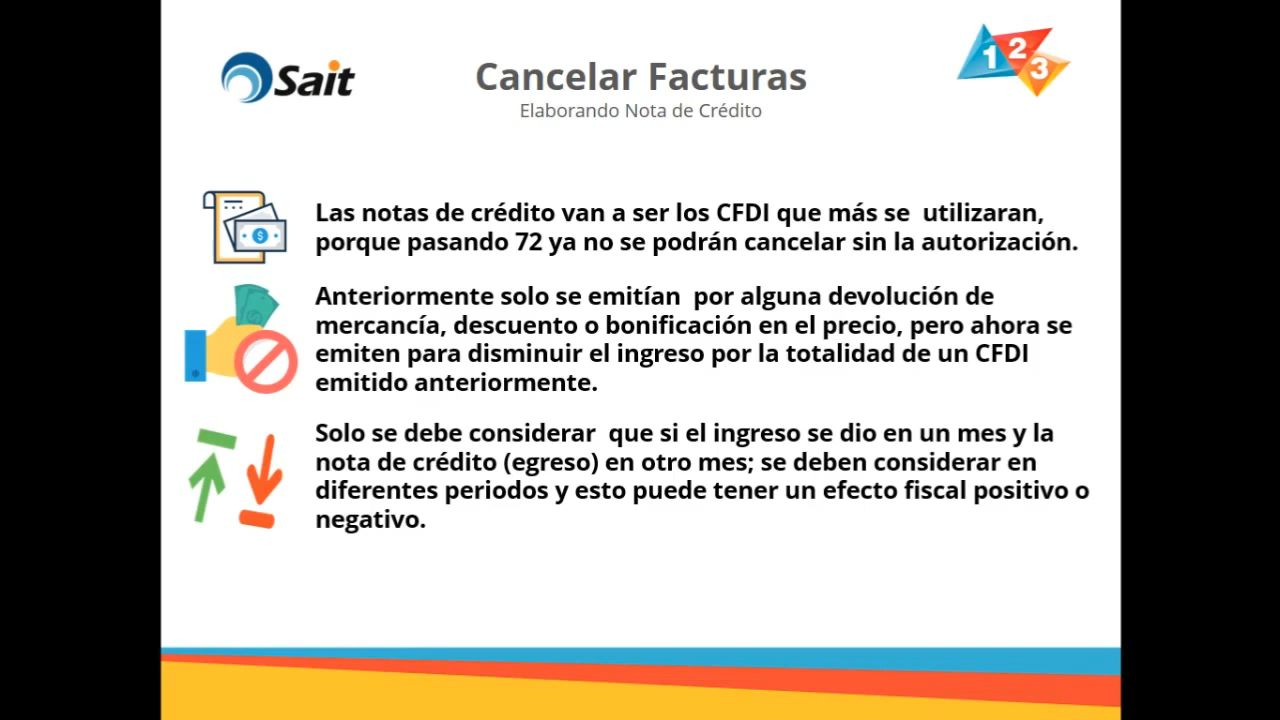 Sait
Cancelar Facturas
Elaborando Nota de Crédito
1 2 3
Las notas de crédito van a ser los CFDI que más se  utilizaran,
porque pasando 72 ya no se podrán cancelar sin la autorización.
Anteriormente solo se emitían  por alguna devolución de
mercancía, descuento o bonificación en el precio, pero ahora se
emiten para disminuir el ingreso por la totalidad de un CFDI
emitido anteriormente.
Solo se debe considerar  que si el ingreso se dio en un mes y la
nota de crédito (egreso) en otro mes; se deben considerar en
diferentes periodos y esto puede tener un efecto fiscal positivo o
negativo.